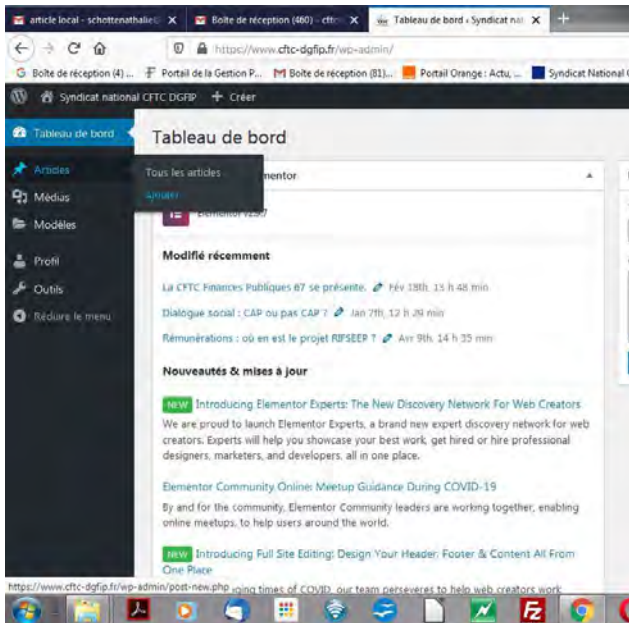 article local - schottenathalie
Boîte de réception (460) - cftc
Tableau de bord ‹ Syndicat nat
https://www.cftc-dgfip.fr/wp-admin/
Boîte de réception (4) ...
Portail de la Gestion P...
Boîte de réception (81)...
Portail Orange : Actu, ...
Syndicat National
Syndicat national CFTC DGFIP
+ Créer
Tableau de bord
Tableau de bord
Articles
Tous les articles
mentor
Ajouter
Médias
Elementor v2.9.7
Modèles
Profil
Modifié récemment
Outils
La CFTC Finances Publiques 67 se présente.
Fév 18th, 13 h 48 min
Réduire le menu
Dialogue social : CAP ou pas CAP ?
Jan 7th, 12 h 29 min
Rémunérations : où en est le projet RIFSEEP ?
Avr 9th, 14 h 35 min
Nouveautés & mises à jour
NEW Introducing Elementor Experts: The New Discovery Network For Web Creators
We are proud to launch Elementor Experts, a brand new expert discovery network for web
creators. Experts will help you showcase your best work, get hired or hire professional
designers, marketers, and developers, all in one place.
Elementor Community Online: Meetup Guidance During COVID-19
By and for the community, Elementor Community leaders are working together, enabling
online meetups, to help users around the world.
NEW Introducing Full Site Editing: Design Your Header, Footer & Content All From
One Place
https://www.cftc-dgfip.fr/wp-admin/post-new.php
ging times of COVID, our team perseveres to help web creators work